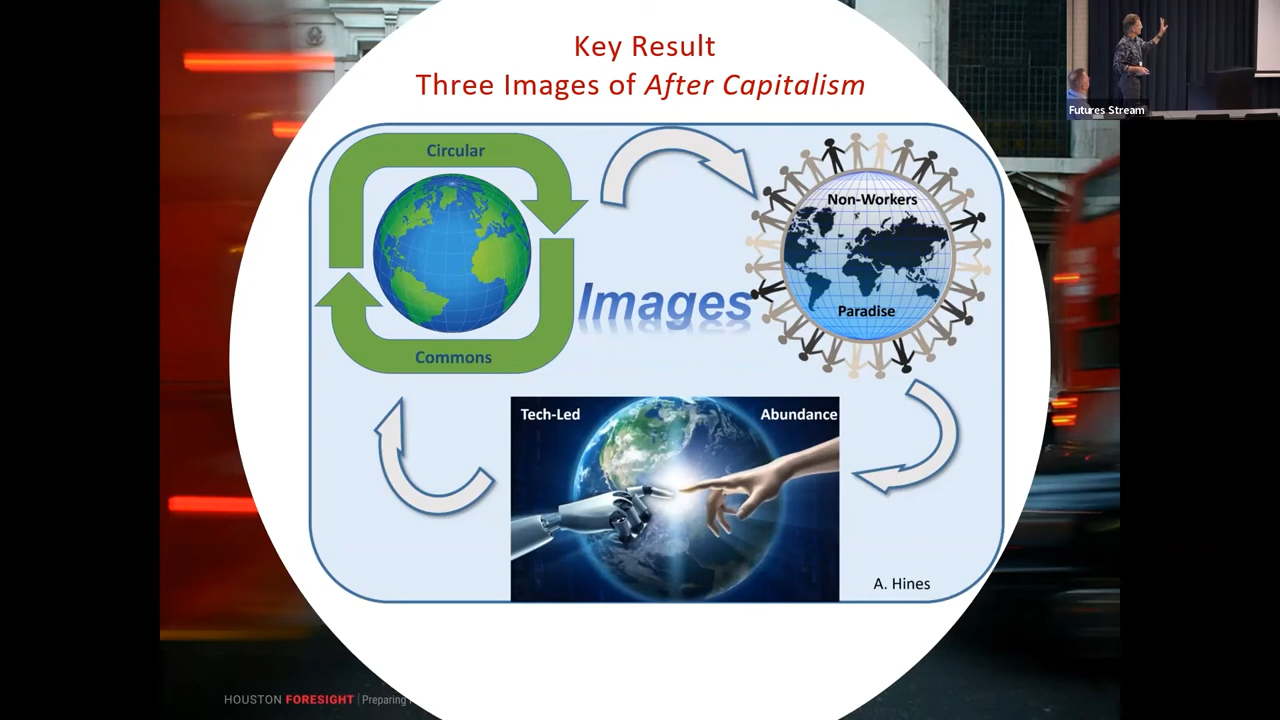 Key Result
Three Images of After Capitalism
Futures Stream
Circular
Commons
Images
Non-Workers
Paradise
Tech-Led Abundance
A. Hines
HOUSTON FORESIGHT | Preparing